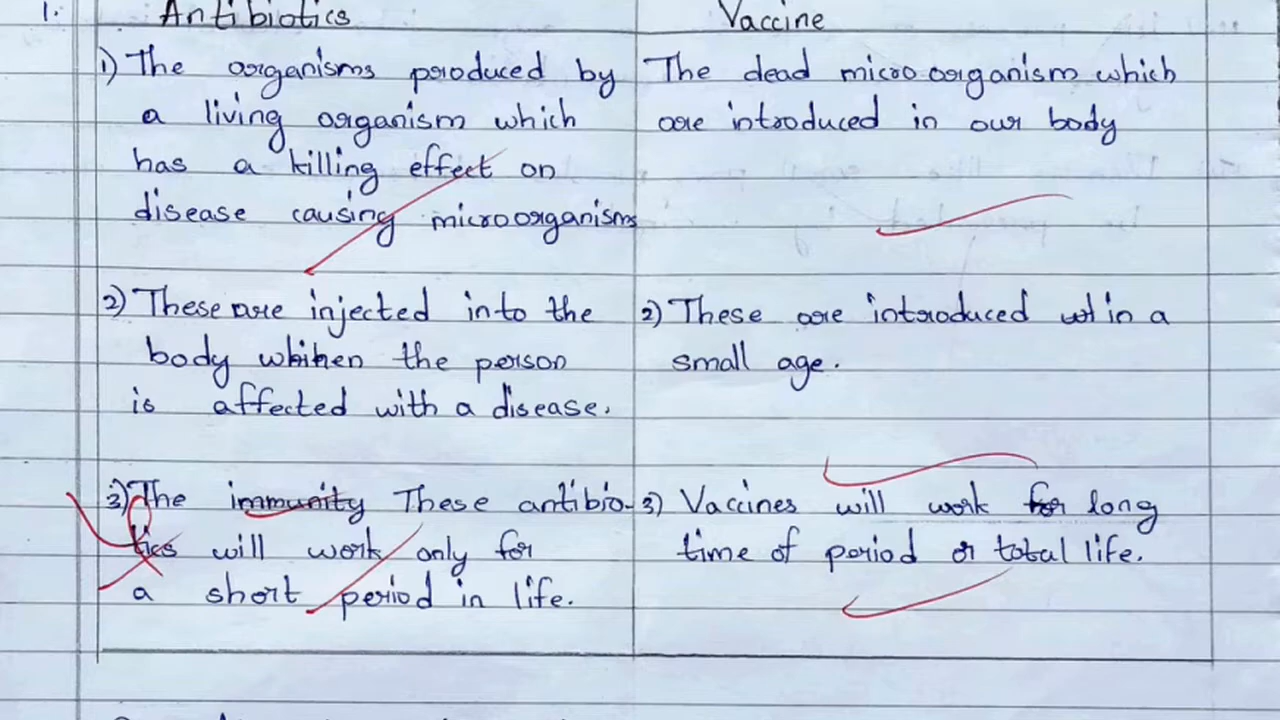 1. Antibiotics Vaccine
1) The oorganisms produced by
a living organism which
has a killing effect on
disease causing microorganisms
The dead micro organism which
are introduced in our body
2) These are injected into the
body when the person
is affected with a disease.
2) These are introduced in a
small age.
3) The immunity These antibio-
tics will work only for
a short period in life.
3) Vaccines will work for long
time of period or total life.